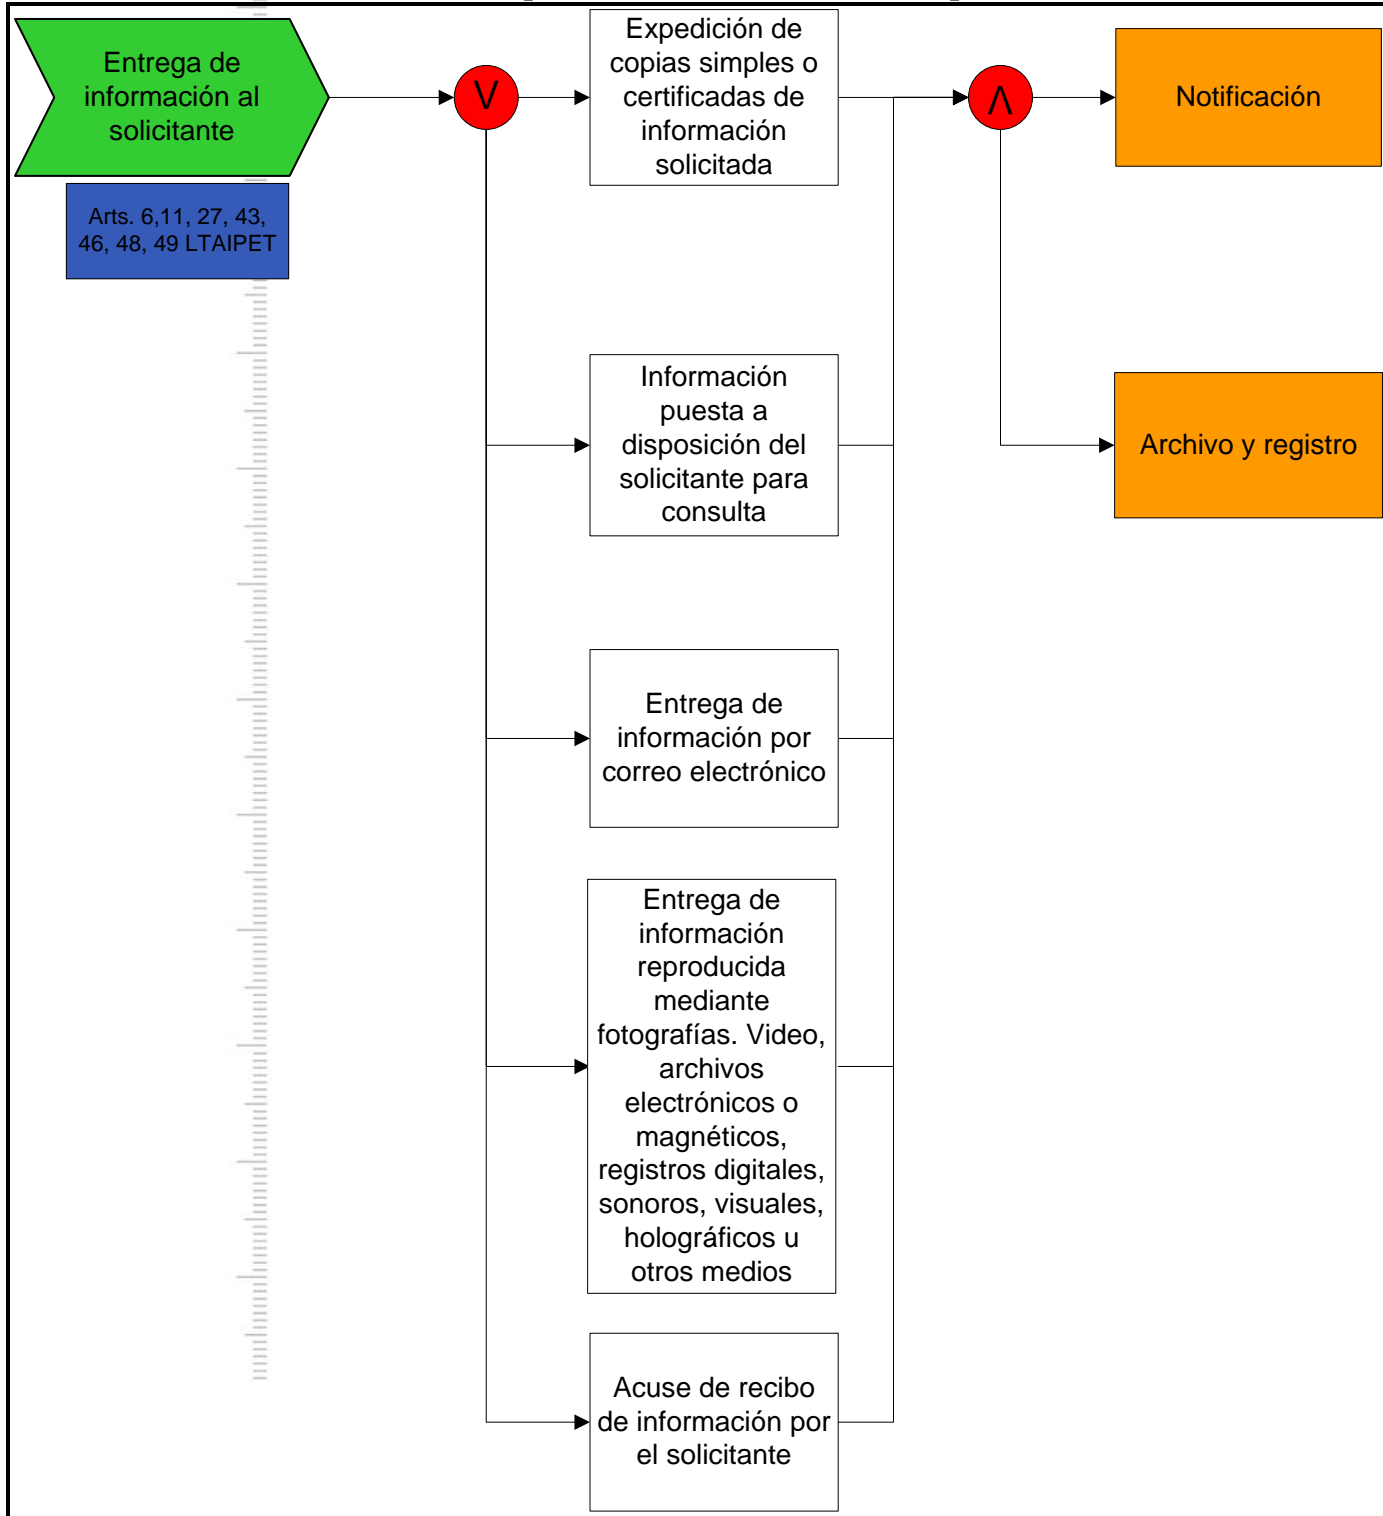 Entrega de
información al
solicitante
Arts. 6,11, 27, 43,
46, 48, 49 LTAIPET
V
Expedición de
copias simples o
certificadas de
información
solicitada
Información
puesta a
disposición del
solicitante para
consulta
Entrega de
información por
correo electrónico
Entrega de
información
reproducida
mediante
fotografías. Video,
archivos
electrónicos o
magnéticos,
registros digitales,
sonoros, visuales,
holográficos u
otros medios
Acuse de recibo
de información por
el solicitante
Λ
Notificación
Archivo y registro